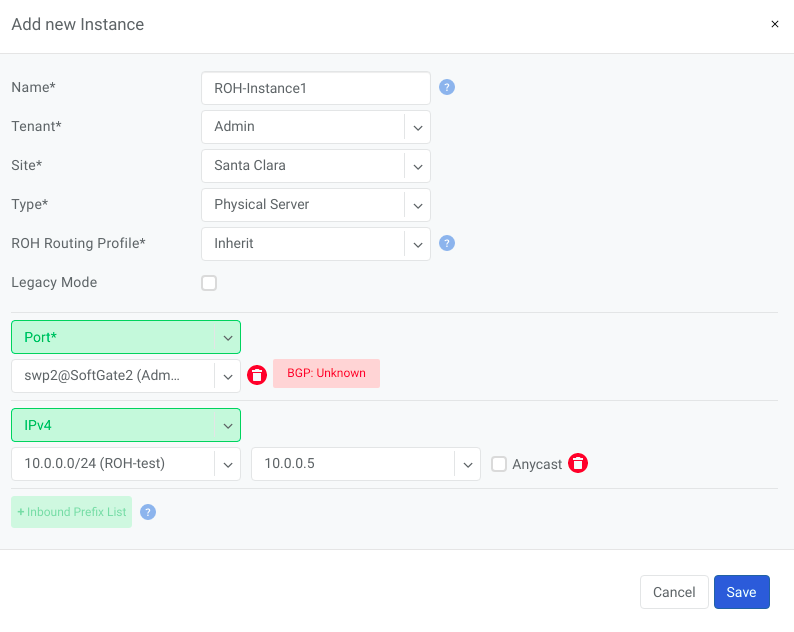 Add new Instance ×
Name* ROH-Instance1 ?
Tenant* Admin
Site* Santa Clara
Type* Physical Server
ROH Routing Profile* Inherit ?
Legacy Mode
Port*
swp2@SoftGate2 (Adm... BGP: Unknown
IPv4
10.0.0.0/24 (ROH-test) 10.0.0.5 Anycast
+ Inbound Prefix List ?
Cancel Save